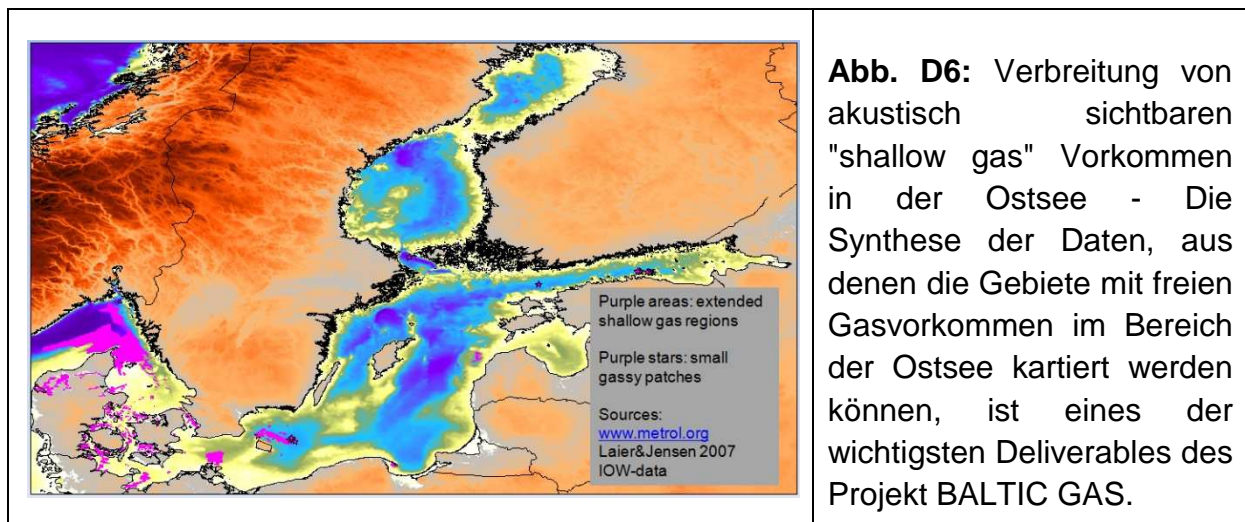 Purple areas: extended
shallow gas regions
Purple stars: small
gassy patches
Sources:
www.metrol.org
Laier&Jensen 2007
IOW-data
Abb. D6: Verbreitung von
akustisch sichtbaren
"shallow gas" Vorkommen
in der Ostsee - Die
Synthese der Daten, aus
denen die Gebiete mit freien
Gasvorkommen im Bereich
der Ostsee kartiert werden
können, ist eines der
wichtigsten Deliverables des
Projekt BALTIC GAS.